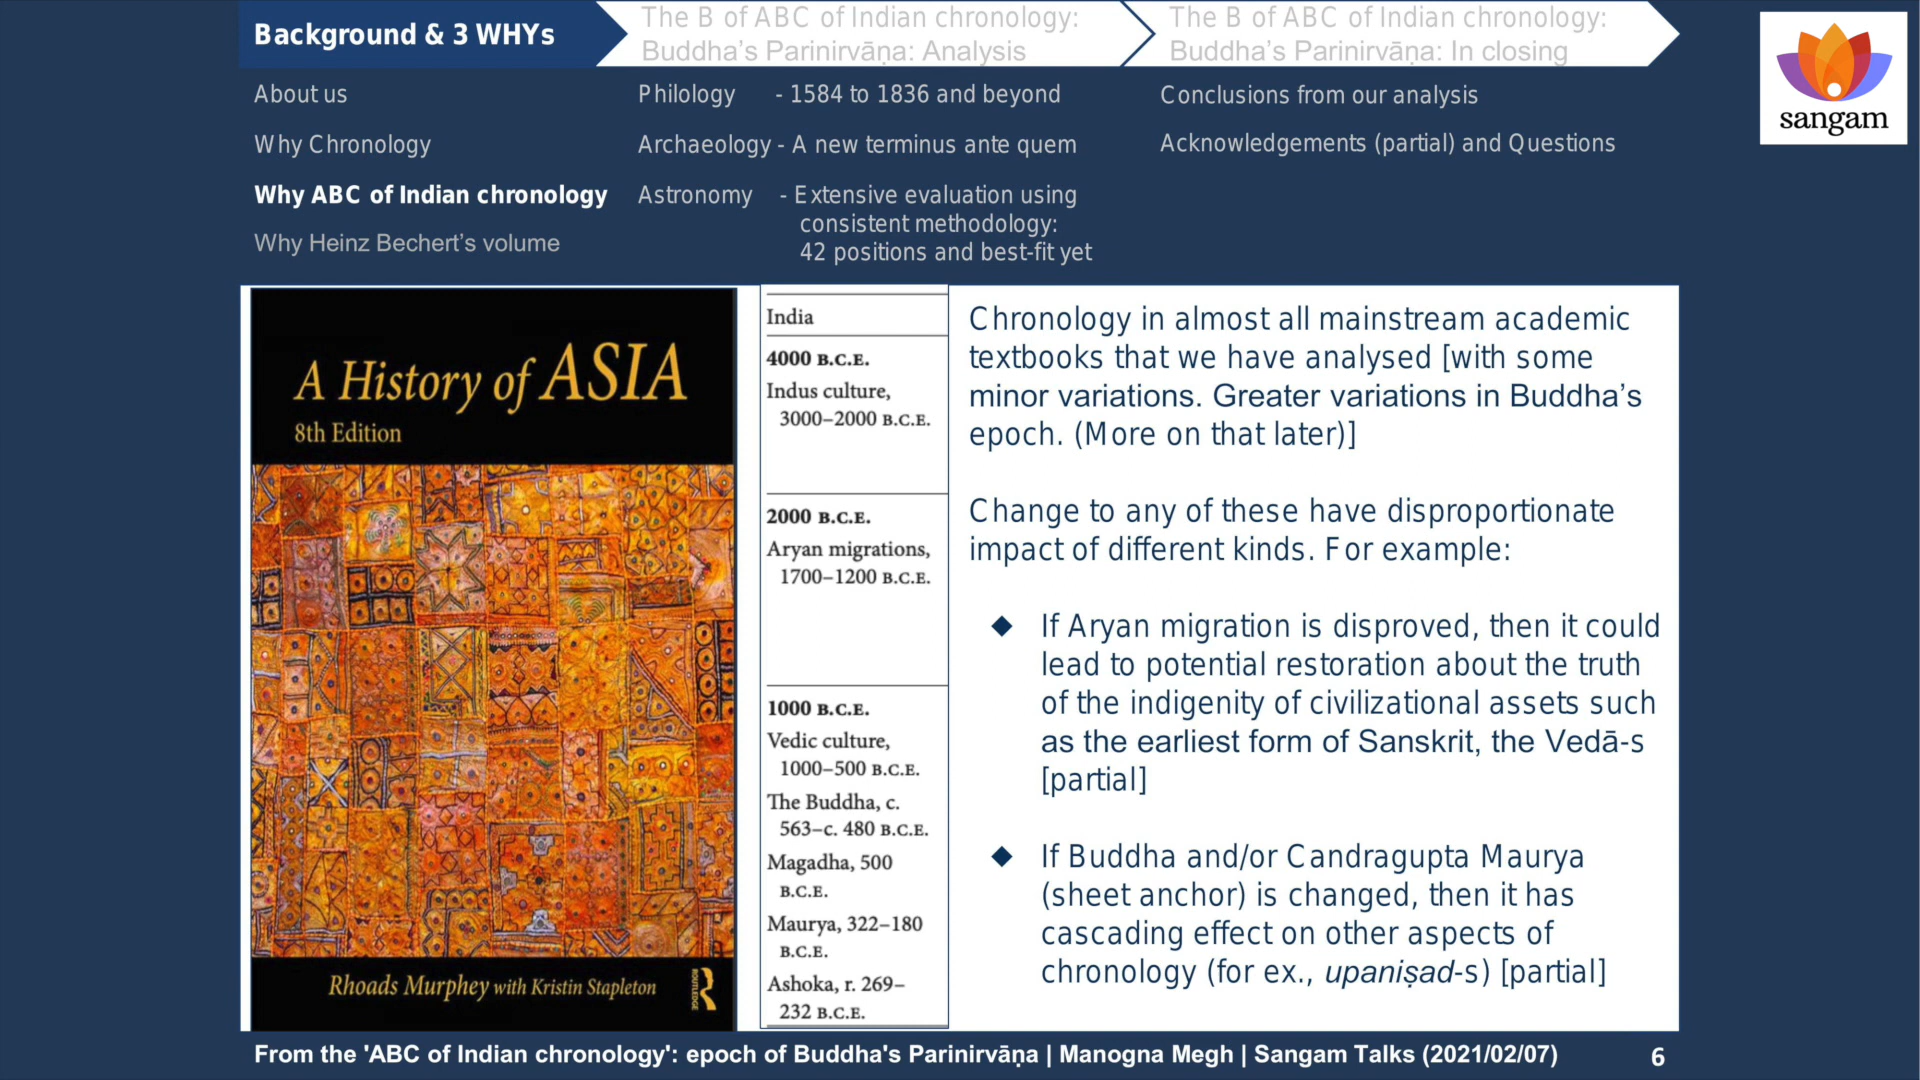 Background & 3 WHYs
The B of ABC of Indian chronology:
Buddha's Parinirvāṇa: Analysis
The B of ABC of Indian chronology:
Buddha's Parinirvāṇa: In closing
sangam
About us
Why Chronology
Why ABC of Indian chronology
Why Heinz Bechert's volume
Philology - 1584 to 1836 and beyond
Archaeology - A new terminus ante quem
Astronomy - Extensive evaluation using
consistent methodology:
42 positions and best-fit yet
Conclusions from our analysis
Acknowledgements (partial) and Questions
A History of ASIA
8th Edition
Rhoads Murphey with Kristin Stapleton
ROUTLEDGE
India
4000 B.C.E.
Indus culture,
3000–2000 B.C.E.
2000 B.C.E.
Aryan migrations,
1700–1200 B.C.E.
1000 B.C.E.
Vedic culture,
1000–500 B.C.E.
The Buddha, c.
563–c. 480 B.C.E.
Magadha, 500
B.C.E.
Maurya, 322–180
B.C.E.
Ashoka, r. 269–
232 B.C.E.
Chronology in almost all mainstream academic
textbooks that we have analysed [with some
minor variations. Greater variations in Buddha's
epoch. (More on that later)]
Change to any of these have disproportionate
impact of different kinds. For example:
◆ If Aryan migration is disproved, then it could
lead to potential restoration about the truth
of the indigenity of civilizational assets such
as the earliest form of Sanskrit, the Vedā-s
[partial]
◆ If Buddha and/or Candragupta Maurya
(sheet anchor) is changed, then it has
cascading effect on other aspects of
chronology (for ex., upaniṣad-s) [partial]
From the 'ABC of Indian chronology': epoch of Buddha's Parinirvāṇa | Manogna Megh | Sangam Talks (2021/02/07)
6